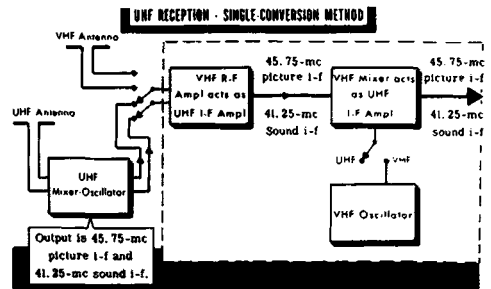 UHF RECEPTION - SINGLE-CONVERSION METHOD
VHF Antenna
UHF Antenna
UHF
Mixer-Oscillator
Output is 45.75-mc
picture i-f and
41.25-mc sound i-f.
VHF R-F
Ampl acts as
UHF I-F Ampl
45.75-mc
picture i-f
41.25-mc
Sound i-f
VHF Mixer acts
as UHF
I-F Ampl
45.75-mc
picture i-f
41.25-mc
sound i-f
UHF
VHF
VHF Oscillator